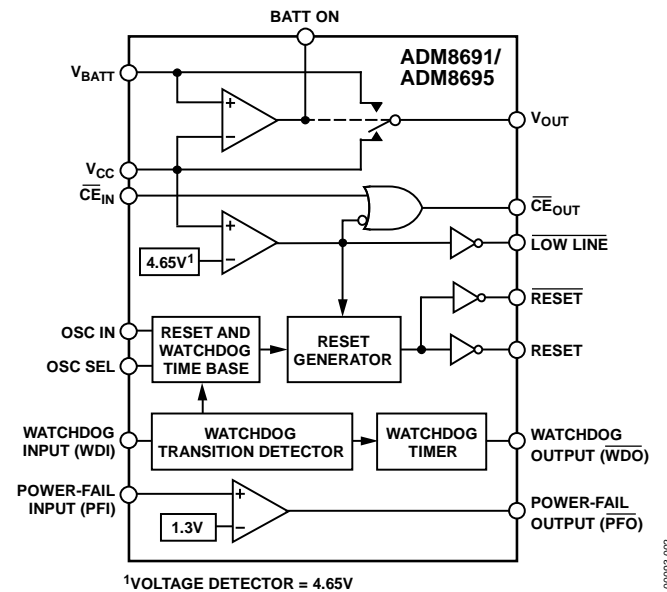 BATT ON
ADM8691/
ADM8695
VBATT
VOUT
+
−
VCC
CEIN
CEOUT
+
−
4.65V1
LOW LINE
RESET
OSC IN
OSC SEL
RESET AND
WATCHDOG
TIME BASE
RESET
GENERATOR
RESET
WATCHDOG
INPUT (WDI)
WATCHDOG
TRANSITION DETECTOR
WATCHDOG
TIMER
WATCHDOG
OUTPUT (WDO)
POWER-FAIL
INPUT (PFI)
+
−
1.3V
POWER-FAIL
OUTPUT (PFO)
1VOLTAGE DETECTOR = 4.65V